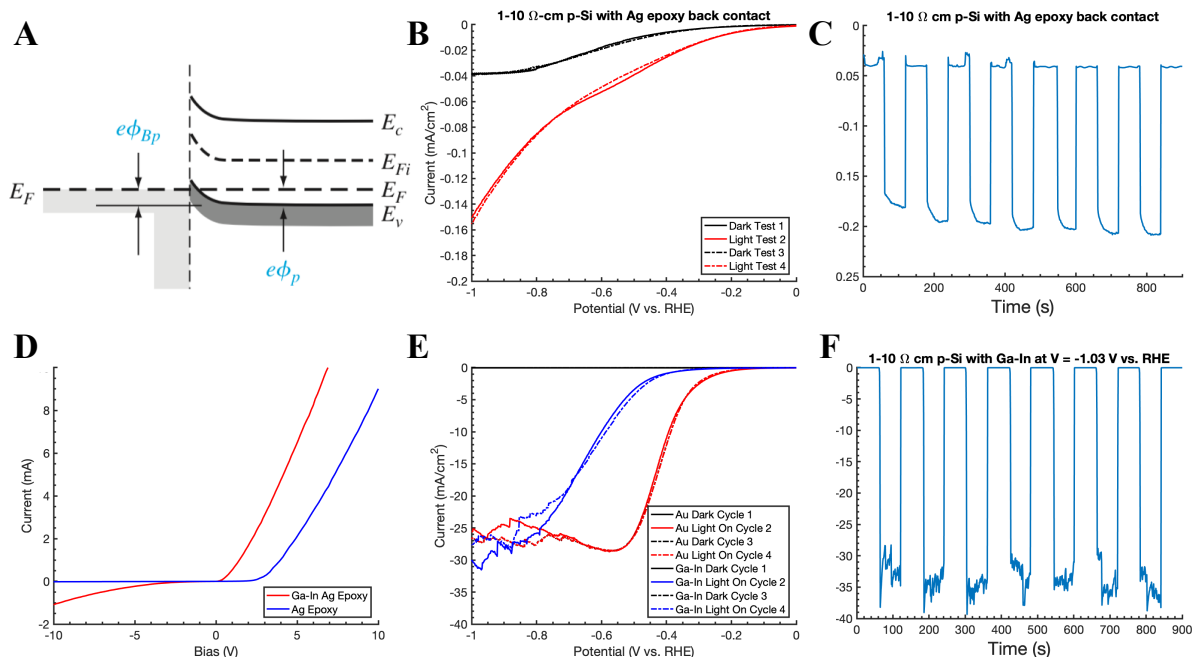 A
eϕBp
Ec
EFi
EF
EF
Ev
eϕp
B
1-10 Ω-cm p-Si with Ag epoxy back contact
-0.00
-0.02
-0.04
-0.06
-0.08
-0.1
-0.12
-0.14
-0.16
-0.18
-0.2
Current (mA/cm²)
Dark Test 1
Light Test 2
Dark Test 3
Light Test 4
-1
-0.8
-0.6
-0.4
-0.2
0
Potential (V vs. RHE)
C
1-10 Ω cm p-Si with Ag epoxy back contact
0
0.05
-0.1
0.15
-0.2
0.25
0
200
400
600
800
Time (s)
D
8
6
4
2
0
-2
Current (mA)
Ga-In Ag Epoxy
Ag Epoxy
-10
-5
0
5
10
Bias (V)
E
0
-5
-10
-15
-20
-25
-30
-35
-40
Current (mA/cm²)
Au Dark Cycle 1
Au Light On Cycle 2
Au Dark Cycle 3
Au Light On Cycle 4
Ga-In Dark Cycle 1
Ga-In Light On Cycle 2
Ga-In Dark Cycle 3
Ga-In Light On Cycle 4
-1
-0.8
-0.6
-0.4
-0.2
0
Potential (V vs. RHE)
F
1-10 Ω cm p-Si with Ga-In at V = -1.03 V vs. RHE
0
-5
-10
-15
-20
-25
-30
-35
-40
0
100
200
300
400
500
600
700
800
900
Time (s)